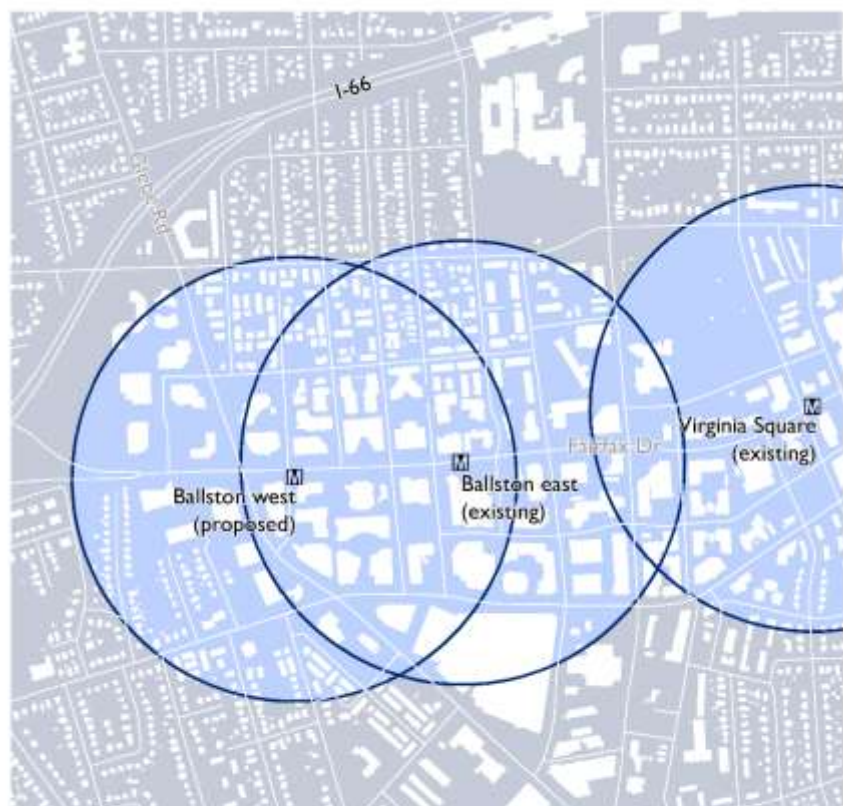 I-66
Glebe Rd
Virginia Square
(existing)
Fairfax Dr
M
M
M
Ballston west
(proposed)
Ballston east
(existing)